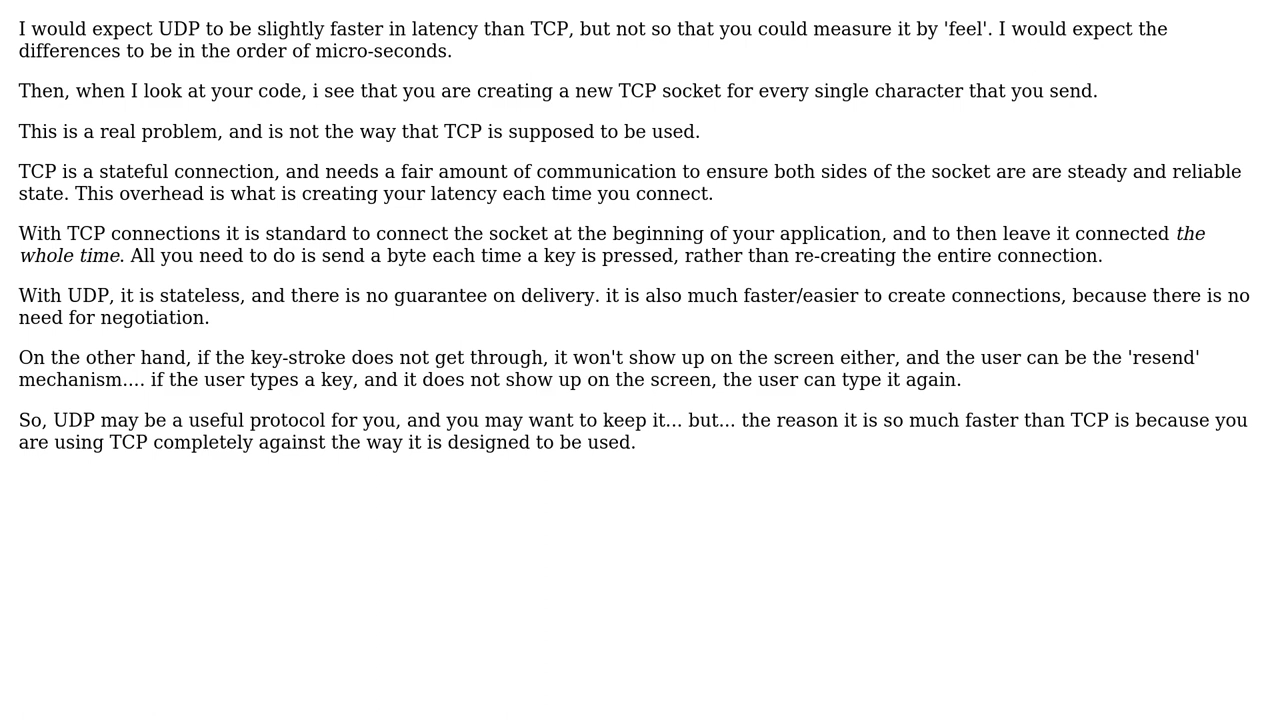 I would expect UDP to be slightly faster in latency than TCP, but not so that you could measure it by 'feel'. I would expect the
differences to be in the order of micro-seconds.
Then, when I look at your code, i see that you are creating a new TCP socket for every single character that you send.
This is a real problem, and is not the way that TCP is supposed to be used.
TCP is a stateful connection, and needs a fair amount of communication to ensure both sides of the socket are are steady and reliable
state. This overhead is what is creating your latency each time you connect.
With TCP connections it is standard to connect the socket at the beginning of your application, and to then leave it connected the
whole time. All you need to do is send a byte each time a key is pressed, rather than re-creating the entire connection.
With UDP, it is stateless, and there is no guarantee on delivery. it is also much faster/easier to create connections, because there is no
need for negotiation.
On the other hand, if the key-stroke does not get through, it won't show up on the screen either, and the user can be the 'resend'
mechanism.... if the user types a key, and it does not show up on the screen, the user can type it again.
So, UDP may be a useful protocol for you, and you may want to keep it... but... the reason it is so much faster than TCP is because you
are using TCP completely against the way it is designed to be used.